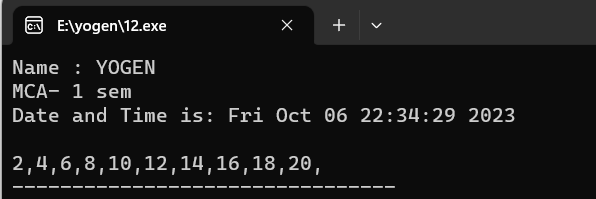 E:\yogen\12.exe
Name : YOGEN
MCA- 1 sem
Date and Time is: Fri Oct 06 22:34:29 2023
2,4,6,8,10,12,14,16,18,20,
--------------------------------